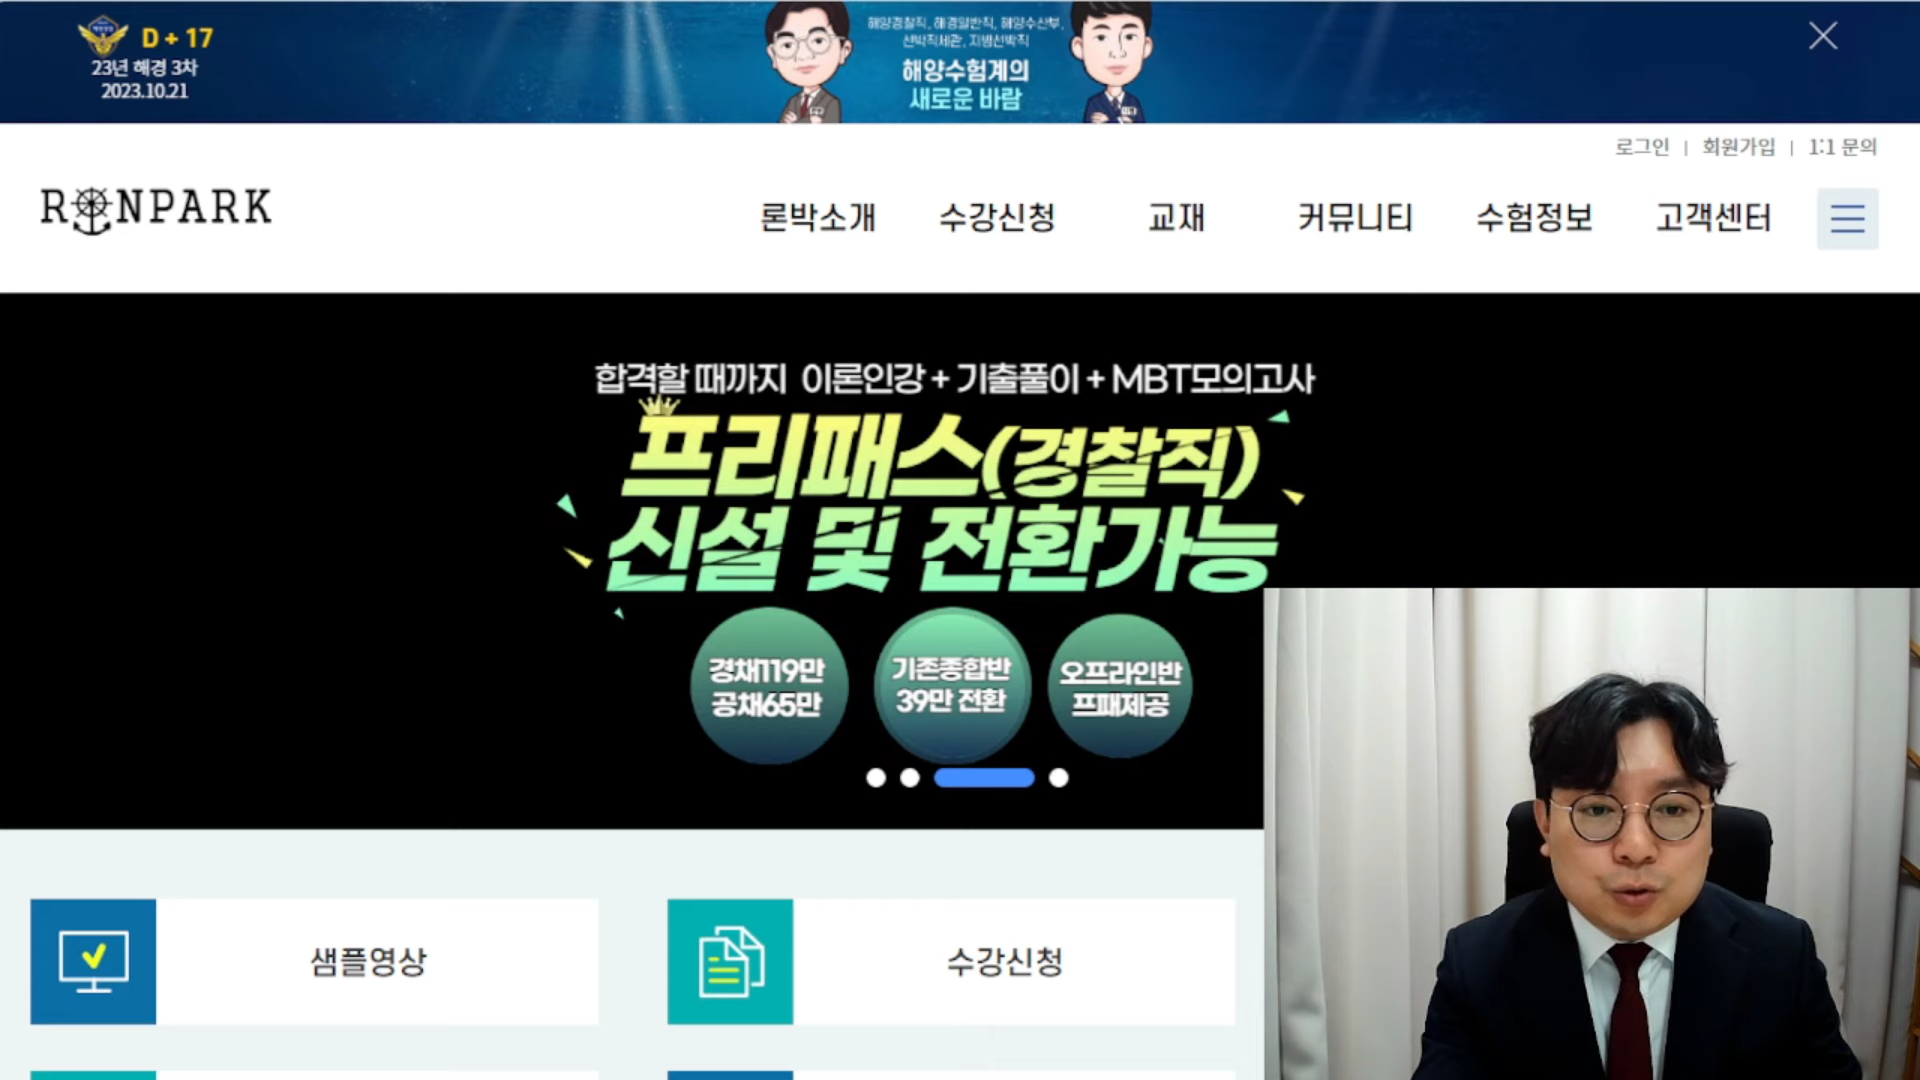 D + 17
23년 해경 3차
2023.10.21
해양경찰직, 해경일반직, 해양수산부,
선박직세관, 지방선박직
해양수험계의
새로운 바람
로그인 | 회원가입 | 1:1 문의
RONPARK
론박소개 수강신청 교재 커뮤니티 수험정보 고객센터
합격할 때까지 이론인강 + 기출풀이 + MBT모의고사
프리패스(경찰직)
신설 및 전환가능
경채119만
공채65만
기존종합반
39만 전환
오프라인반
프패제공
샘플영상
수강신청